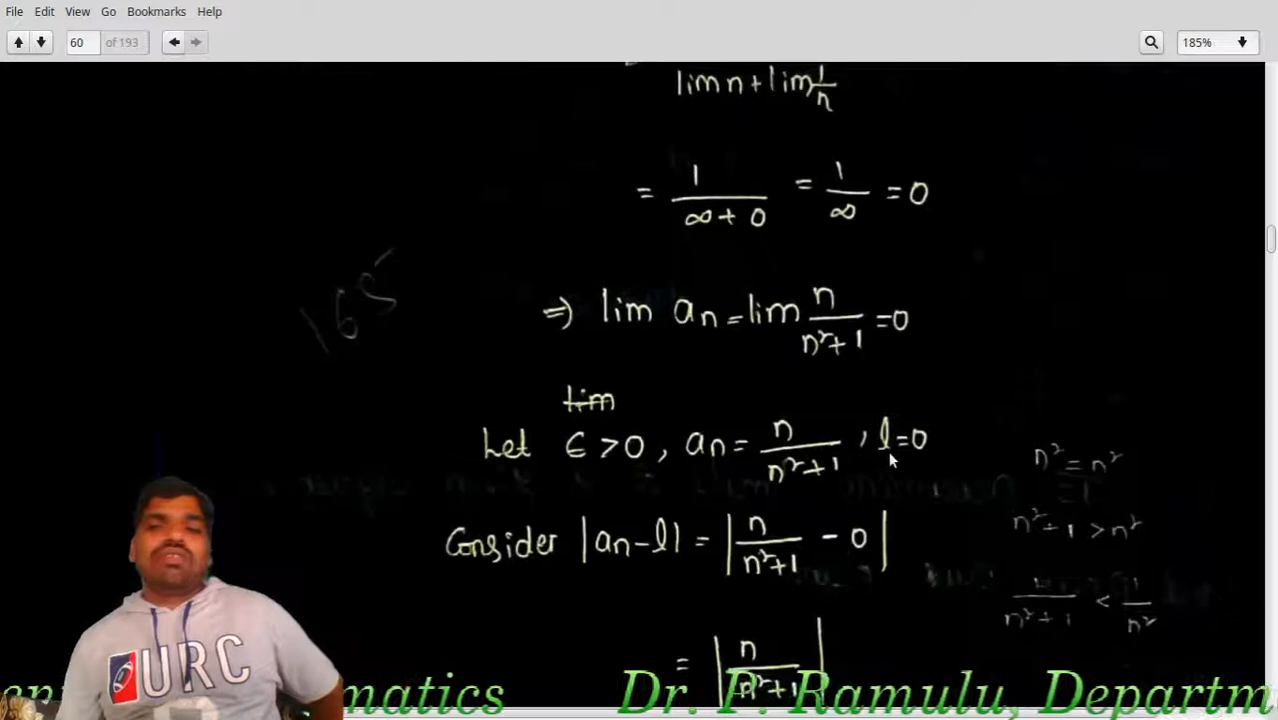 File Edit View Go Bookmarks Help
60 of 193 185%
lim n + lim 1/n
= 1/(∞ + 0) = 1/∞ = 0
165
⇒ lim an = lim n/(n²+1) = 0
lim
Let ϵ > 0, an = n/(n²+1), l = 0
n² = n²
Consider |an - l| = |n/(n²+1) - 0|
n²+1 > n²
/(n²+1) < 1/n²
= |n/(n²+1)|
URC
matics Dr. P. Ramulu, Departm